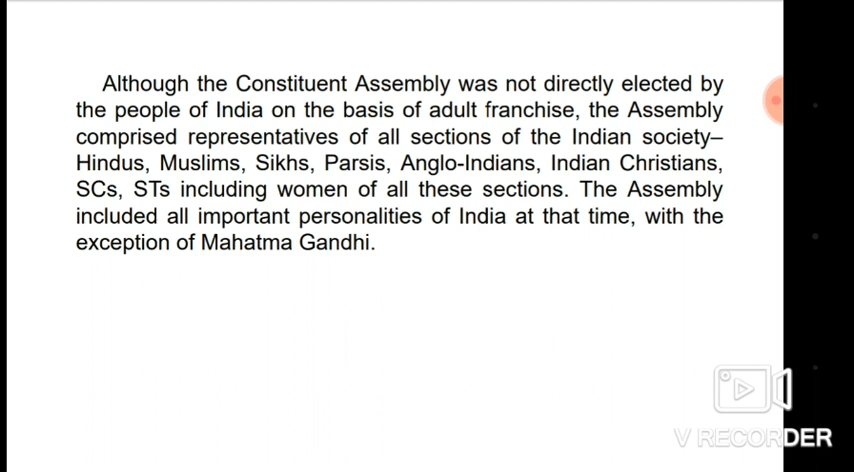 Although the Constituent Assembly was not directly elected by
the people of India on the basis of adult franchise, the Assembly
comprised representatives of all sections of the Indian society–
Hindus, Muslims, Sikhs, Parsis, Anglo-Indians, Indian Christians,
SCs, STs including women of all these sections. The Assembly
included all important personalities of India at that time, with the
exception of Mahatma Gandhi.
V RECORDER